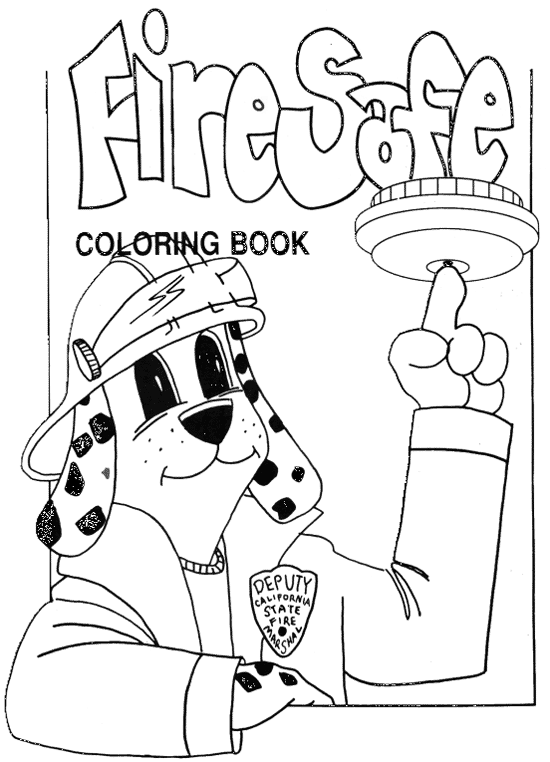 FireSafe
COLORING BOOK
DEPUTY
CALIFORNIA
STATE
FIRE
MARSHAL